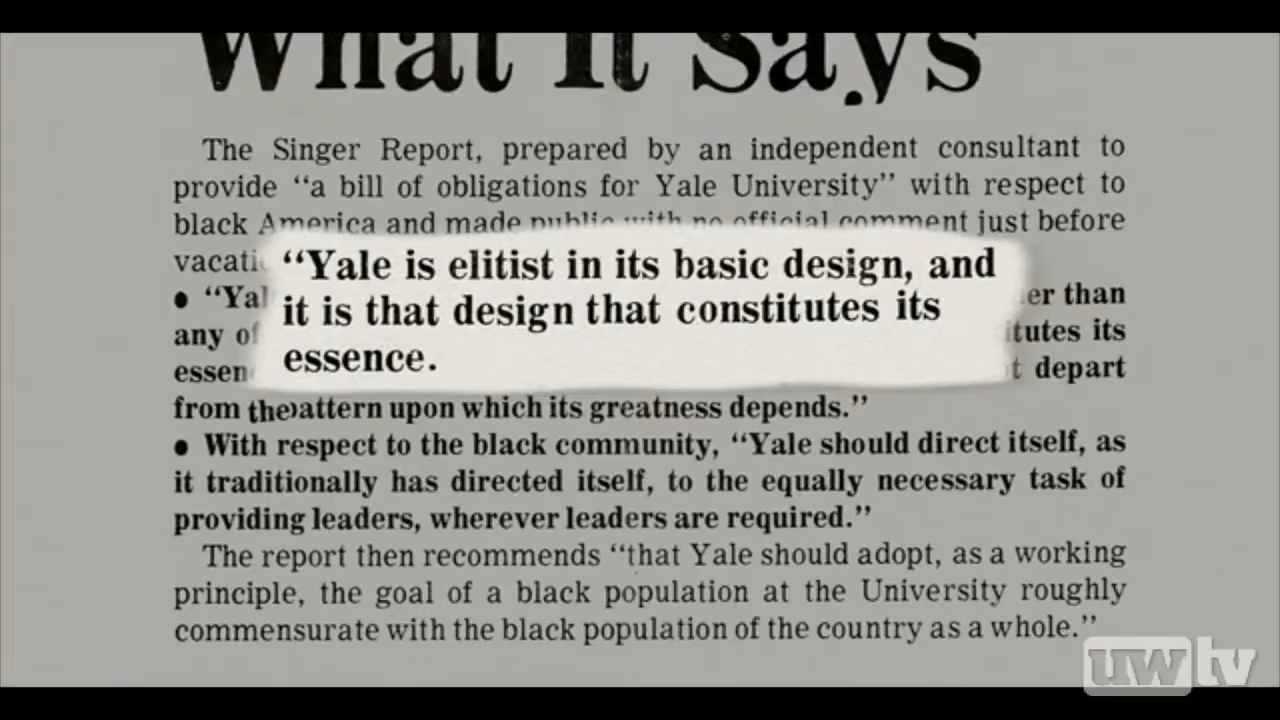 What It Says
The Singer Report, prepared by an independent consultant to
provide “a bill of obligations for Yale University” with respect to
black America and made public with no official comment just before
vacati
“Yale is elitist in its basic design, and
it is that design that constitutes its
essence.
• “Yal er than
any of itutes its
essen t depart
from the attern upon which its greatness depends.”
• With respect to the black community, “Yale should direct itself, as
it traditionally has directed itself, to the equally necessary task of
providing leaders, wherever leaders are required.”
The report then recommends “that Yale should adopt, as a working
principle, the goal of a black population at the University roughly
commensurate with the black population of the country as a whole.”
uwtv